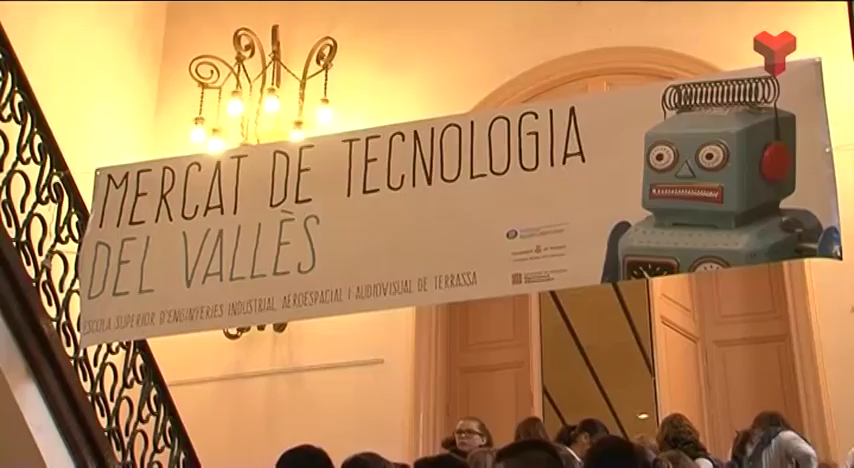 MERCAT DE TECNOLOGIA
DEL VALLÈS
ESCOLA SUPERIOR D'ENGINYERIES INDUSTRIAL, AEROESPACIAL I AUDIOVISUAL DE TERRASSA